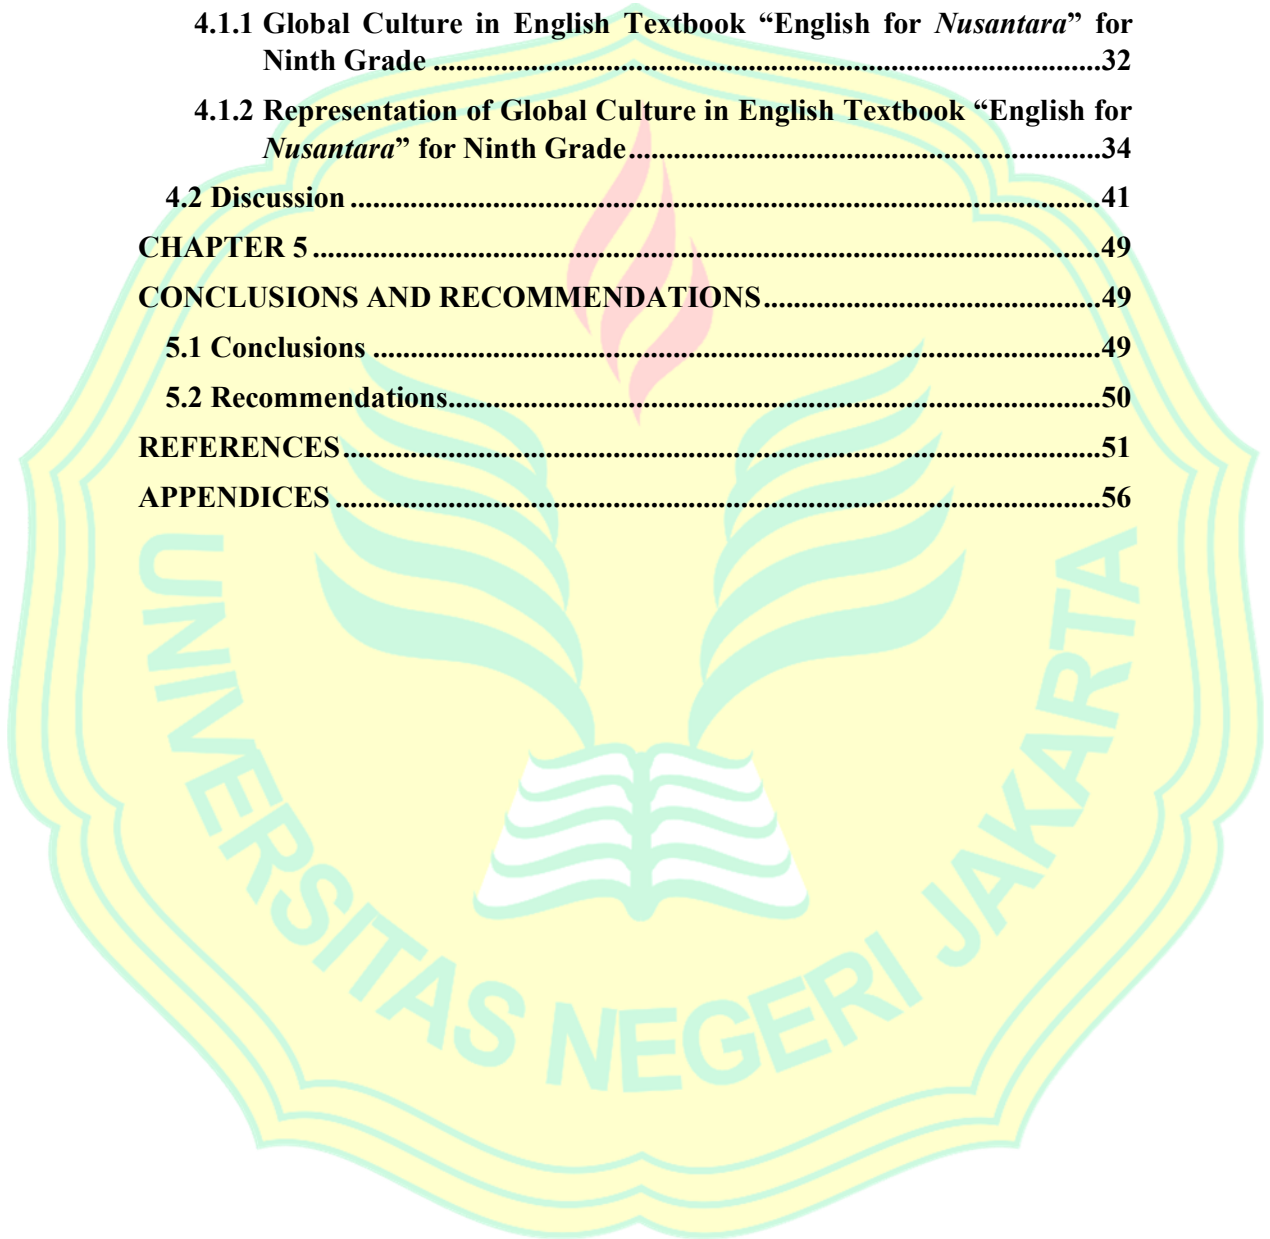 4.1.1 Global Culture in English Textbook “English for Nusantara” for
Ninth Grade ....................................................................................32
4.1.2 Representation of Global Culture in English Textbook “English for
Nusantara” for Ninth Grade............................................................34
4.2 Discussion ..............................................................................................41
CHAPTER 5 ...................................................................................................49
CONCLUSIONS AND RECOMMENDATIONS..........................................49
5.1 Conclusions ............................................................................................49
5.2 Recommendations..................................................................................50
REFERENCES................................................................................................51
APPENDICES .................................................................................................56
UNIVERSITAS NEGERI JAKARTA